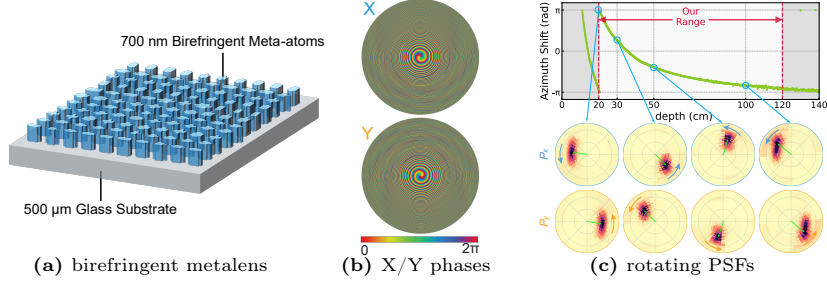 700 nm Birefringent Meta-atoms
500 μm Glass Substrate
(a) birefringent metalens
X
Y
0 2π
(b) X/Y phases
Azimuth Shift (rad)
π
0
-π
Our
Range
20 30 50 100 120 140
depth (cm)
Px
Py
(c) rotating PSFs